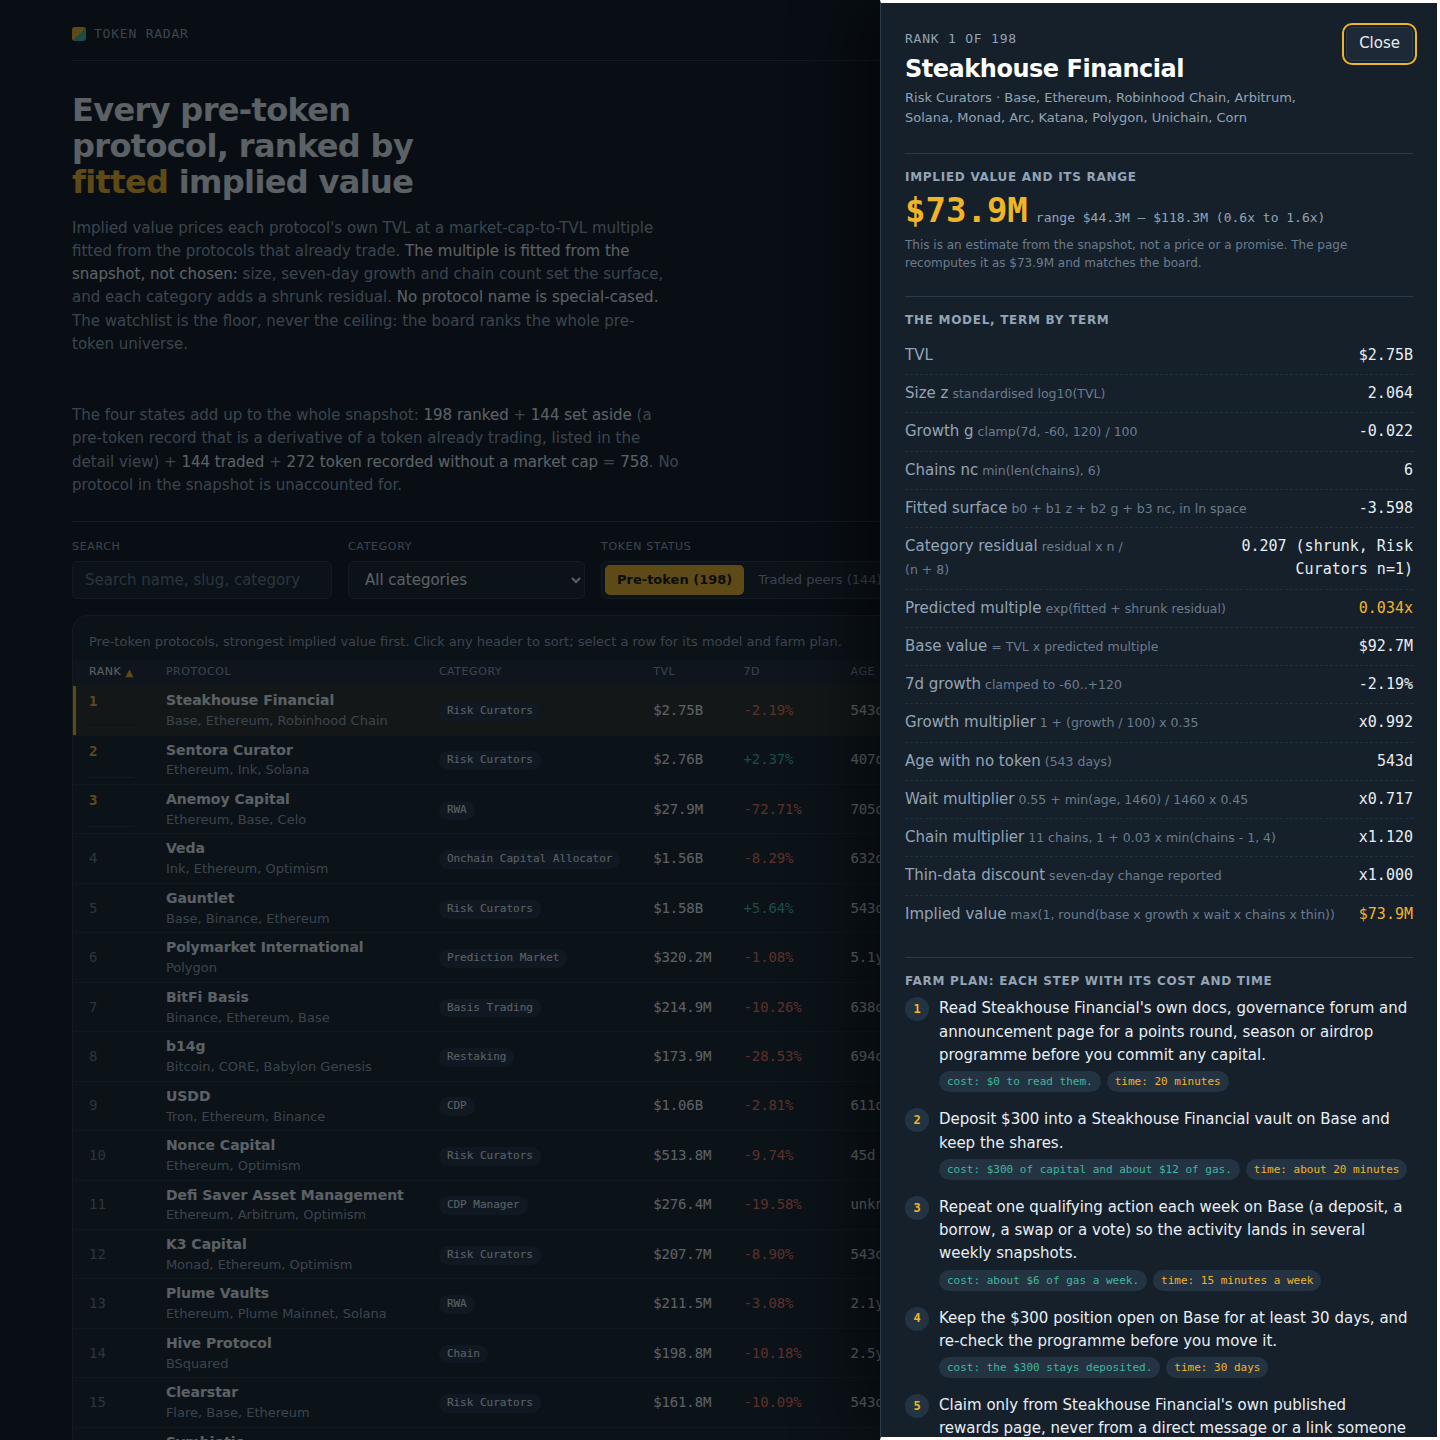 TOKEN RADAR
Every pre-token
protocol, ranked by
fitted implied value
Implied value prices each protocol's own TVL at a market-cap-to-TVL multiple
fitted from the protocols that already trade. The multiple is fitted from the
snapshot, not chosen: size, seven-day growth and chain count set the surface,
and each category adds a shrunk residual. No protocol name is special-cased.
The watchlist is the floor, never the ceiling: the board ranks the whole pre-
token universe.
The four states add up to the whole snapshot: 198 ranked + 144 set aside (a
pre-token record that is a derivative of a token already trading, listed in the
detail view) + 144 traded + 272 token recorded without a market cap = 758. No
protocol in the snapshot is unaccounted for.
SEARCH CATEGORY TOKEN STATUS
Search name, slug, category All categories Pre-token (198) Traded peers (144)
Pre-token protocols, strongest implied value first. Click any header to sort; select a row for its model and farm plan.
RANK ▲ PROTOCOL CATEGORY TVL 7D AGE
1 Steakhouse Financial Risk Curators $2.75B -2.19% 543d
Base, Ethereum, Robinhood Chain
2 Sentora Curator Risk Curators $2.76B +2.37% 407d
Ethereum, Ink, Solana
3 Anemoy Capital RWA $27.9M -72.71% 705d
Ethereum, Base, Celo
4 Veda Onchain Capital Allocator $1.56B -8.29% 632d
Ink, Ethereum, Optimism
5 Gauntlet Risk Curators $1.58B +5.64% 543d
Base, Binance, Ethereum
6 Polymarket International Prediction Market $320.2M -1.08% 5.1y
Polygon
7 BitFi Basis Basis Trading $214.9M -10.26% 638d
Binance, Ethereum, Base
8 b14g Restaking $173.9M -28.53% 694d
Bitcoin, CORE, Babylon Genesis
9 USDD CDP $1.06B -2.81% 611d
Tron, Ethereum, Binance
10 Nonce Capital Risk Curators $513.8M -9.74% 45d
Ethereum, Optimism
11 Defi Saver Asset Management CDP Manager $276.4M -19.58% unkn
Ethereum, Arbitrum, Optimism
12 K3 Capital Risk Curators $207.7M -8.90% 543d
Monad, Ethereum, Optimism
13 Plume Vaults RWA $211.5M -3.08% 2.1y
Ethereum, Plume Mainnet, Solana
14 Hive Protocol Chain $198.8M -10.18% 2.5y
BSquared
15 Clearstar Risk Curators $161.8M -10.09% 543d
Flare, Base, Ethereum
RANK 1 OF 198
Close
Steakhouse Financial
Risk Curators · Base, Ethereum, Robinhood Chain, Arbitrum,
Solana, Monad, Arc, Katana, Polygon, Unichain, Corn
IMPLIED VALUE AND ITS RANGE
$73.9M range $44.3M – $118.3M (0.6x to 1.6x)
This is an estimate from the snapshot, not a price or a promise. The page
recomputes it as $73.9M and matches the board.
THE MODEL, TERM BY TERM
TVL $2.75B
Size z standardised log10(TVL) 2.064
Growth g clamp(7d, -60, 120) / 100 -0.022
Chains nc min(len(chains), 6) 6
Fitted surface b0 + b1 z + b2 g + b3 nc, in ln space -3.598
Category residual residual x n / 0.207 (shrunk, Risk
(n + 8) Curators n=1)
Predicted multiple exp(fitted + shrunk residual) 0.034x
Base value = TVL x predicted multiple $92.7M
7d growth clamped to -60..+120 -2.19%
Growth multiplier 1 + (growth / 100) x 0.35 x0.992
Age with no token (543 days) 543d
Wait multiplier 0.55 + min(age, 1460) / 1460 x 0.45 x0.717
Chain multiplier 11 chains, 1 + 0.03 x min(chains - 1, 4) x1.120
Thin-data discount seven-day change reported x1.000
Implied value max(1, round(base x growth x wait x chains x thin)) $73.9M
FARM PLAN: EACH STEP WITH ITS COST AND TIME
1 Read Steakhouse Financial's own docs, governance forum and
announcement page for a points round, season or airdrop
programme before you commit any capital.
cost: $0 to read them. time: 20 minutes
2 Deposit $300 into a Steakhouse Financial vault on Base and
keep the shares.
cost: $300 of capital and about $12 of gas. time: about 20 minutes
3 Repeat one qualifying action each week on Base (a deposit, a
borrow, a swap or a vote) so the activity lands in several
weekly snapshots.
cost: about $6 of gas a week. time: 15 minutes a week
4 Keep the $300 position open on Base for at least 30 days, and
re-check the programme before you move it.
cost: the $300 stays deposited. time: 30 days
5 Claim only from Steakhouse Financial's own published
rewards page, never from a direct message or a link someone